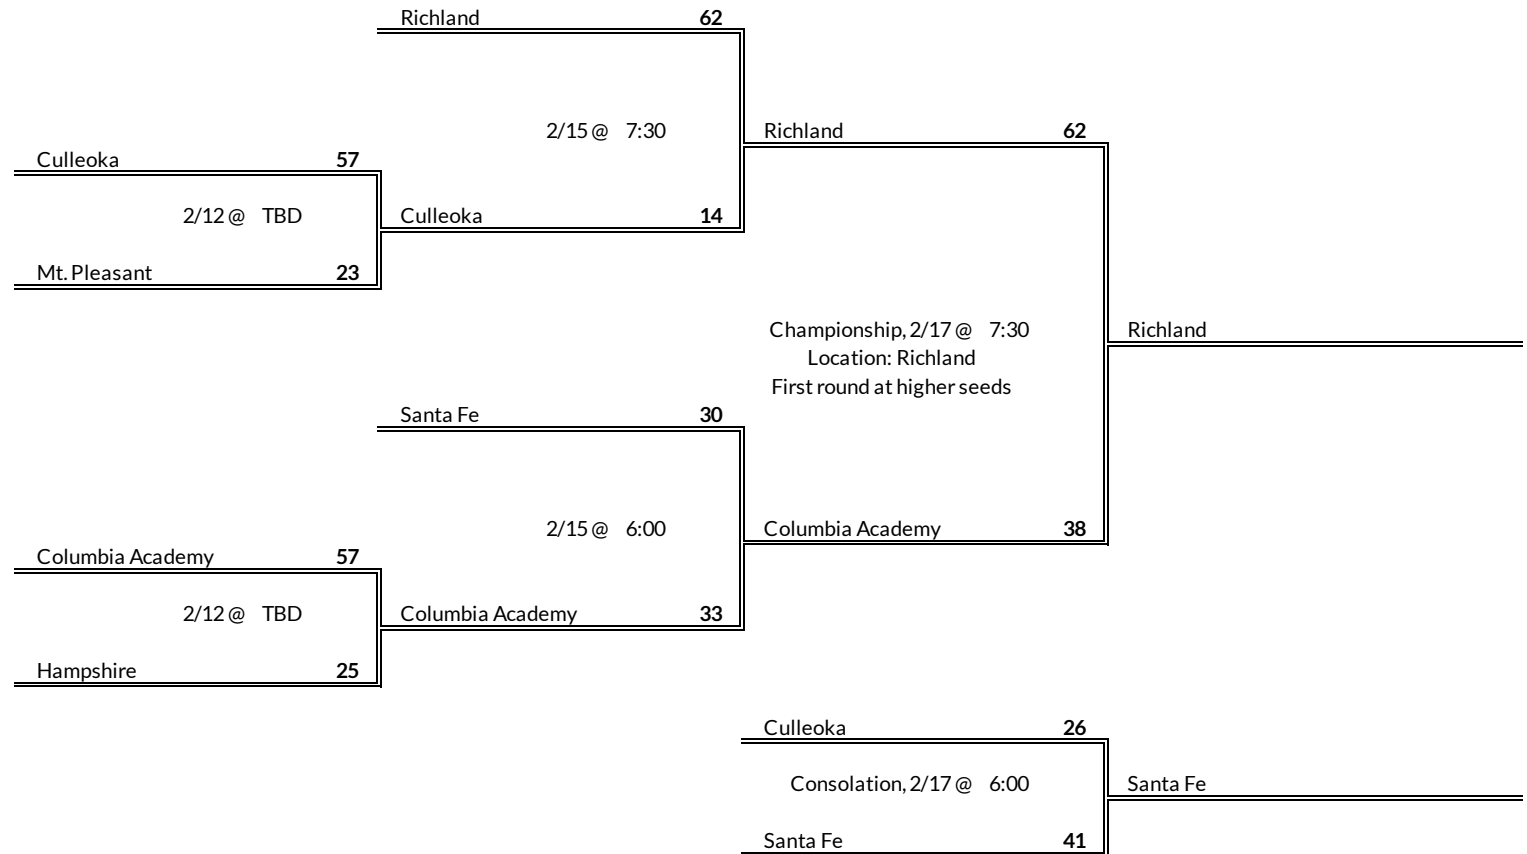 Richland 62
2/15 @ 7:30
Richland 62
Culleoka 57
2/12 @ TBD
Culleoka 14
Mt. Pleasant 23
Championship, 2/17 @ 7:30
Location: Richland
First round at higher seeds
Richland
Santa Fe 30
2/15 @ 6:00
Columbia Academy 38
Columbia Academy 57
2/12 @ TBD
Columbia Academy 33
Hampshire 25
Culleoka 26
Consolation, 2/17 @ 6:00
Santa Fe
Santa Fe 41